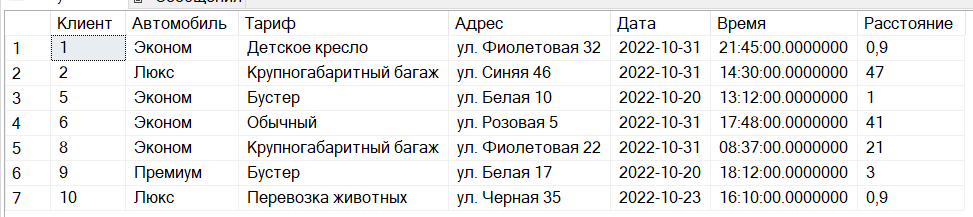 Клиент Автомобиль Тариф Адрес Дата Время Расстояние
1 1 Эконом Детское кресло ул. Фиолетовая 32 2022-10-31 21:45:00.0000000 0,9
2 2 Люкс Крупногабаритный багаж ул. Синяя 46 2022-10-31 14:30:00.0000000 47
3 5 Эконом Бустер ул. Белая 10 2022-10-20 13:12:00.0000000 1
4 6 Эконом Обычный ул. Розовая 5 2022-10-31 17:48:00.0000000 41
5 8 Эконом Крупногабаритный багаж ул. Фиолетовая 22 2022-10-31 08:37:00.0000000 21
6 9 Премиум Бустер ул. Белая 17 2022-10-20 18:12:00.0000000 3
7 10 Люкс Перевозка животных ул. Черная 35 2022-10-23 16:10:00.0000000 0,9